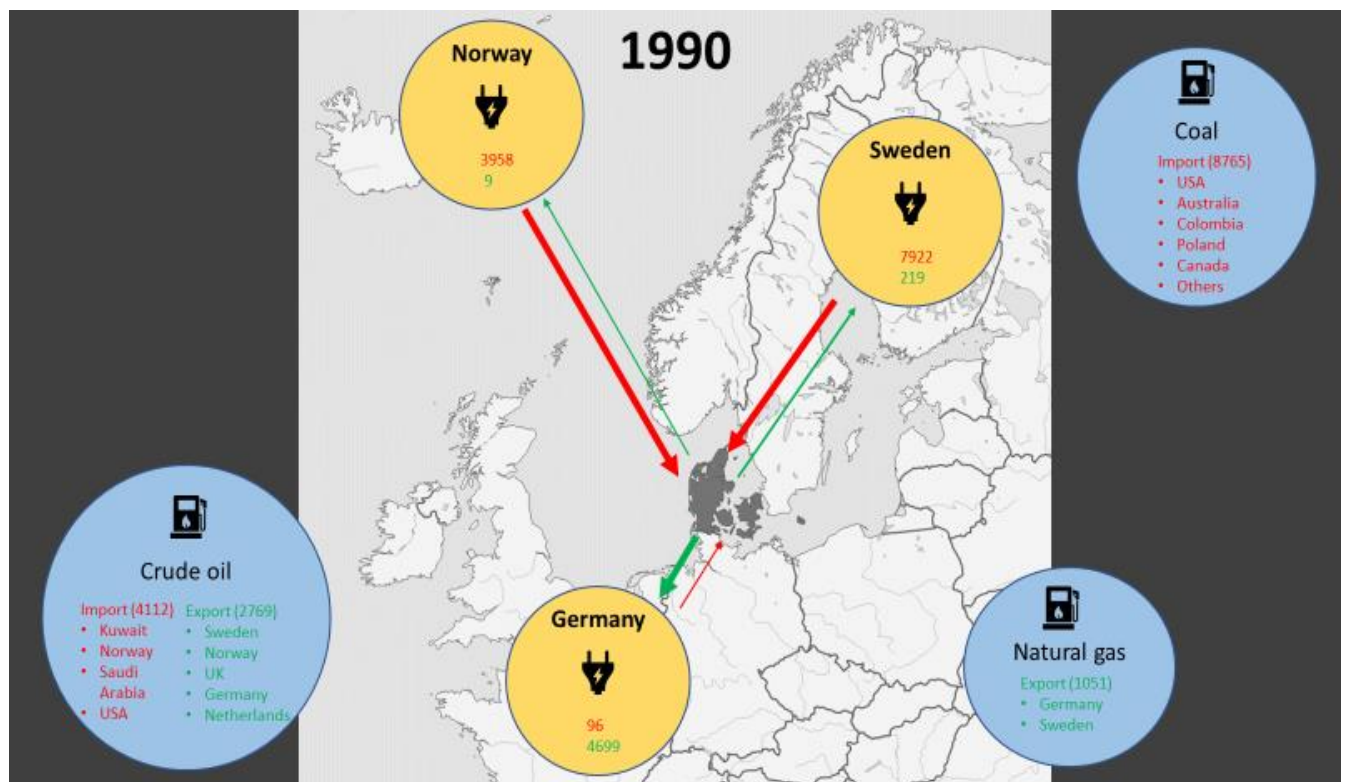 1990
Norway
3958
9
Sweden
7922
219
Coal
Import (8765)
• USA
• Australia
• Colombia
• Poland
• Canada
• Others
Crude oil
Import (4112)
• Kuwait
• Norway
• Saudi
Arabia
• USA
Export (2769)
• Sweden
• Norway
• UK
• Germany
• Netherlands
Germany
96
4699
Natural gas
Export (1051)
• Germany
• Sweden